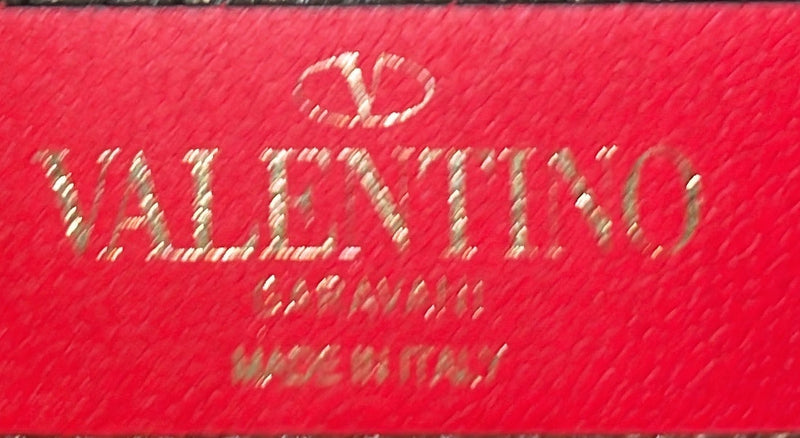 V
VALENTINO
GARAVANI
MADE IN ITALY